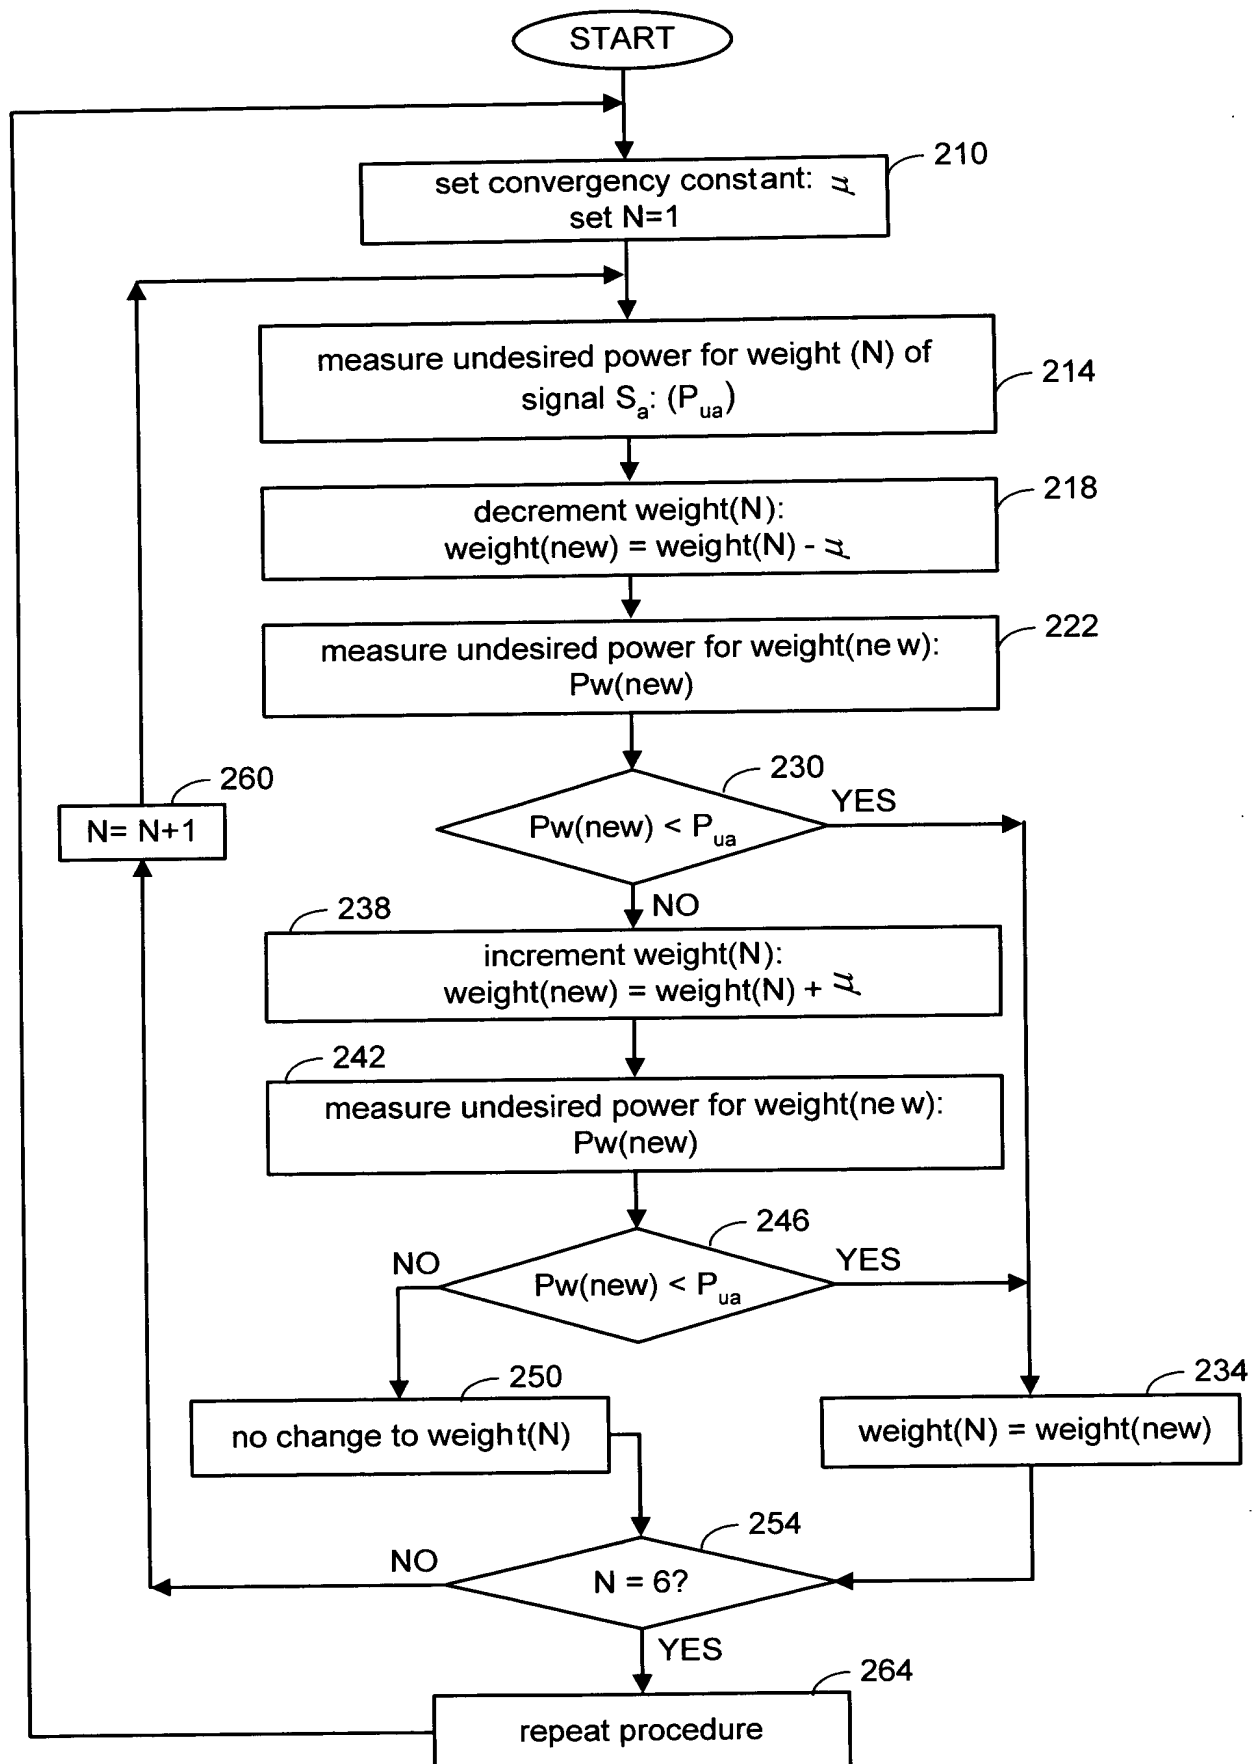 START
210
set convergency constant: μ
set N=1
measure undesired power for weight (N) of
signal Sa: (Pua)
214
218
decrement weight(N):
weight(new) = weight(N) - μ
222
measure undesired power for weight(new):
Pw(new)
230
260
YES
N= N+1
Pw(new) < Pua
NO
238
increment weight(N):
weight(new) = weight(N) + μ
242
measure undesired power for weight(new):
Pw(new)
246
NO
YES
Pw(new) < Pua
250
234
no change to weight(N)
weight(N) = weight(new)
254
NO
N = 6?
YES
264
repeat procedure